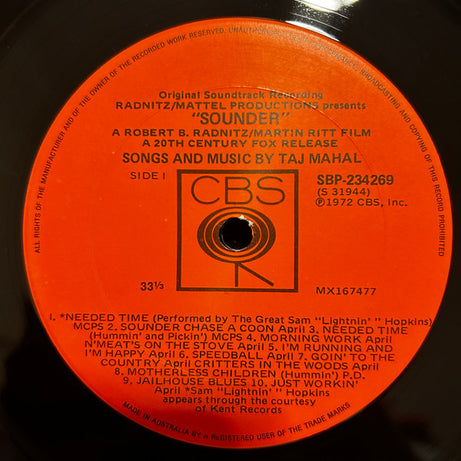 ALL RIGHTS OF THE MANUFACTURER AND OF THE OWNER OF THE RECORDED WORK RESERVED. UNAUTHORISED PUBLIC PERFORMANCE BROADCASTING AND COPYING OF THIS RECORD PROHIBITED
Original Soundtrack Recording
RADNITZ/MATTEL PRODUCTIONS presents
"SOUNDER"
A ROBERT B. RADNITZ/MARTIN RITT FILM
A 20TH CENTURY FOX RELEASE
SONGS AND MUSIC BY TAJ MAHAL
SIDE I
CBS
SBP-234269
(S 31944)
Ⓟ1972 CBS, Inc.
33⅓
MX167477
1. *NEEDED TIME (Performed by The Great Sam "Lightnin' " Hopkins)
MCPS 2. SOUNDER CHASE A COON April 3. NEEDED TIME
(Hummin' and Pickin') MCPS 4. MORNING WORK April
N'MEAT'S ON THE STOVE April 5. I'M RUNNING AND
I'M HAPPY April 6. SPEEDBALL April 7. GOIN' TO THE
COUNTRY April CRITTERS IN THE WOODS April
8. MOTHERLESS CHILDREN (Hummin') P.D.
9. JAILHOUSE BLUES 10. JUST WORKIN'
April *Sam "Lightnin' " Hopkins
appears through the courtesy
of Kent Records
MADE IN AUSTRALIA BY A REGISTERED USER OF THE TRADE MARKS